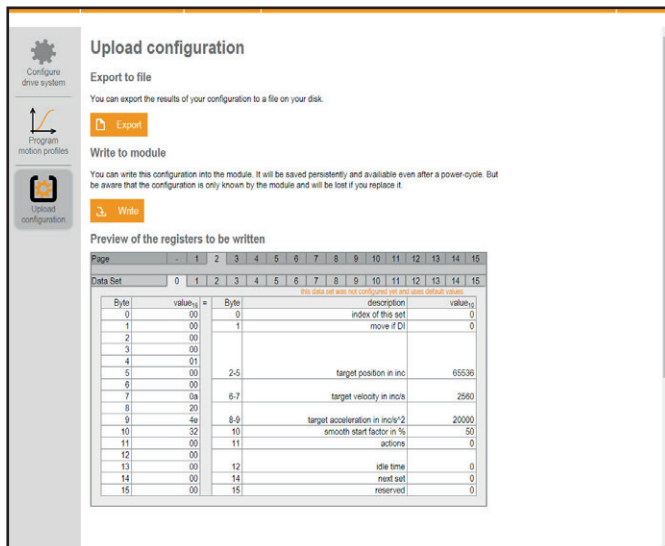 Upload configuration
Configure
drive system
Export to file
You can export the results of your configuration to a file on your disk.
Export
Program
motion profiles
Write to module
You can write this configuration into the module. It will be saved persistently and available even after a power-cycle. But
be aware that the configuration is only known by the module and will be lost if you replace it.
Upload
configuration
Write
Preview of the registers to be written
Page - 1 2 3 4 5 6 7 8 9 10 11 12 13 14 15
Data Set 0 1 2 3 4 5 6 7 8 9 10 11 12 13 14 15
this data set was not configured yet and uses default values
Byte value16 = Byte description value10
0 00 0 index of this set 0
1 00 1 move if DI 0
2 00
3 00
4 01
5 00 2-5 target position in inc 65536
6 00
7 0a 6-7 target velocity in inc/s 2560
8 20
9 4e 8-9 target acceleration in inc/s^2 20000
10 32 10 smooth start factor in % 50
11 00 11 actions 0
12 00
13 00 12 idle time 0
14 00 14 next set 0
15 00 15 reserved 0